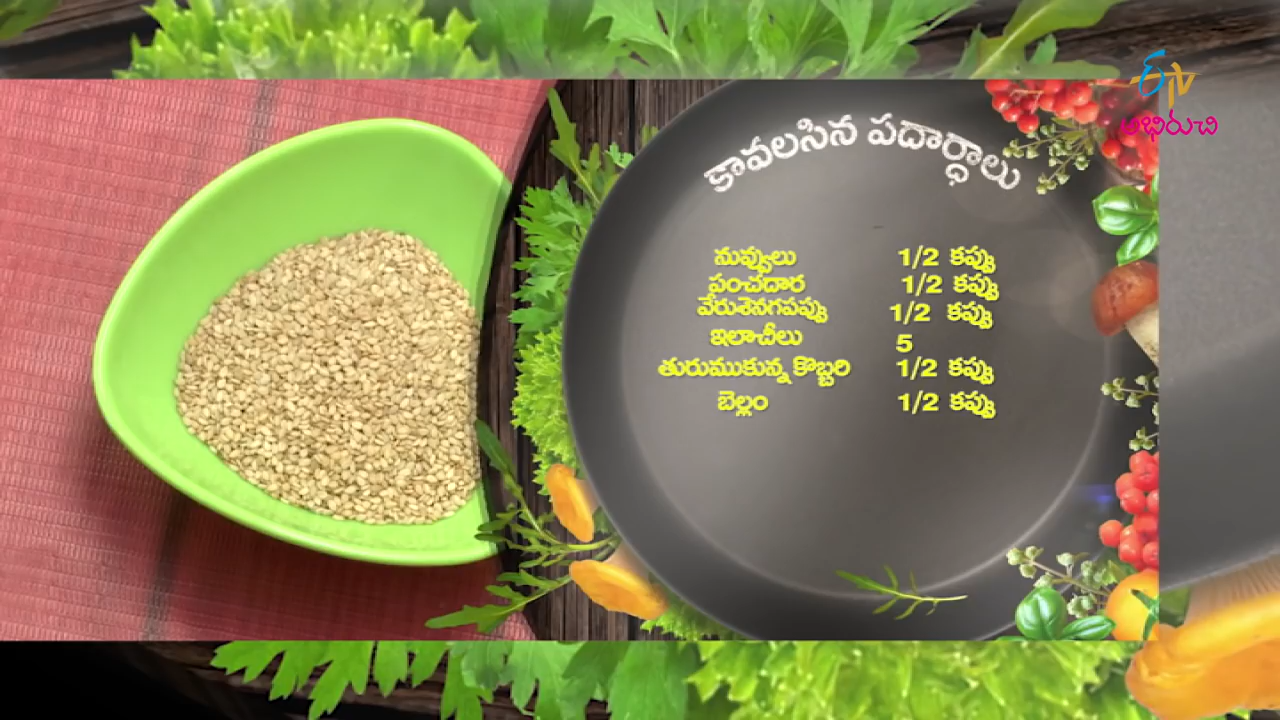 ETV
అభిరుచి
కావలసిన పదార్ధాలు
నువ్వులు 1/2 కప్పు
పంచదార 1/2 కప్పు
వేరుశెనగపప్పు 1/2 కప్పు
ఇలాచీలు 5
తురుముకున్న కొబ్బరి 1/2 కప్పు
బెల్లం 1/2 కప్పు